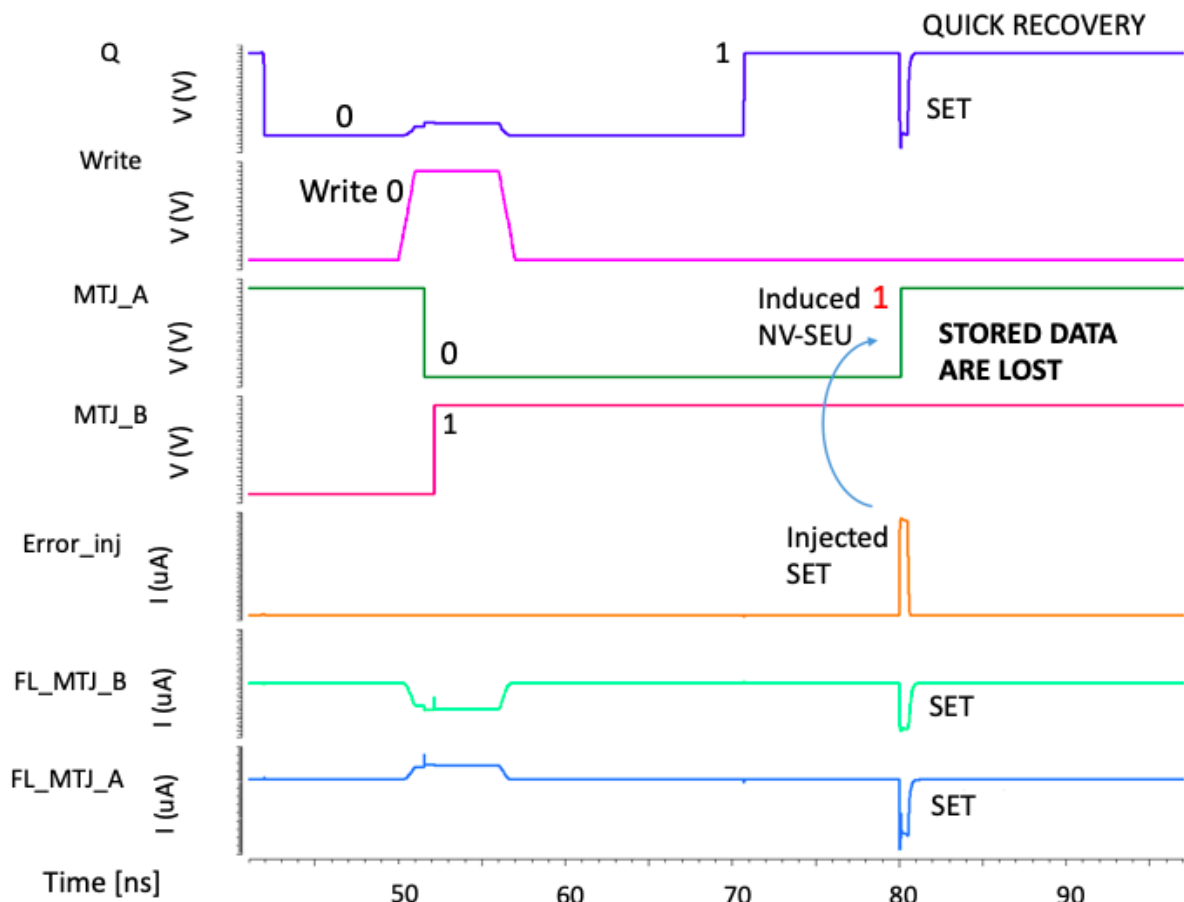 QUICK RECOVERY
Q
V (V)
0
1
SET
Write
V (V)
Write 0
MTJ_A
V (V)
0
Induced 1
NV-SEU
STORED DATA
ARE LOST
MTJ_B
V (V)
1
Error_inj
I (uA)
Injected
SET
FL_MTJ_B
I (uA)
SET
FL_MTJ_A
I (uA)
SET
Time [ns]
50 60 70 80 90